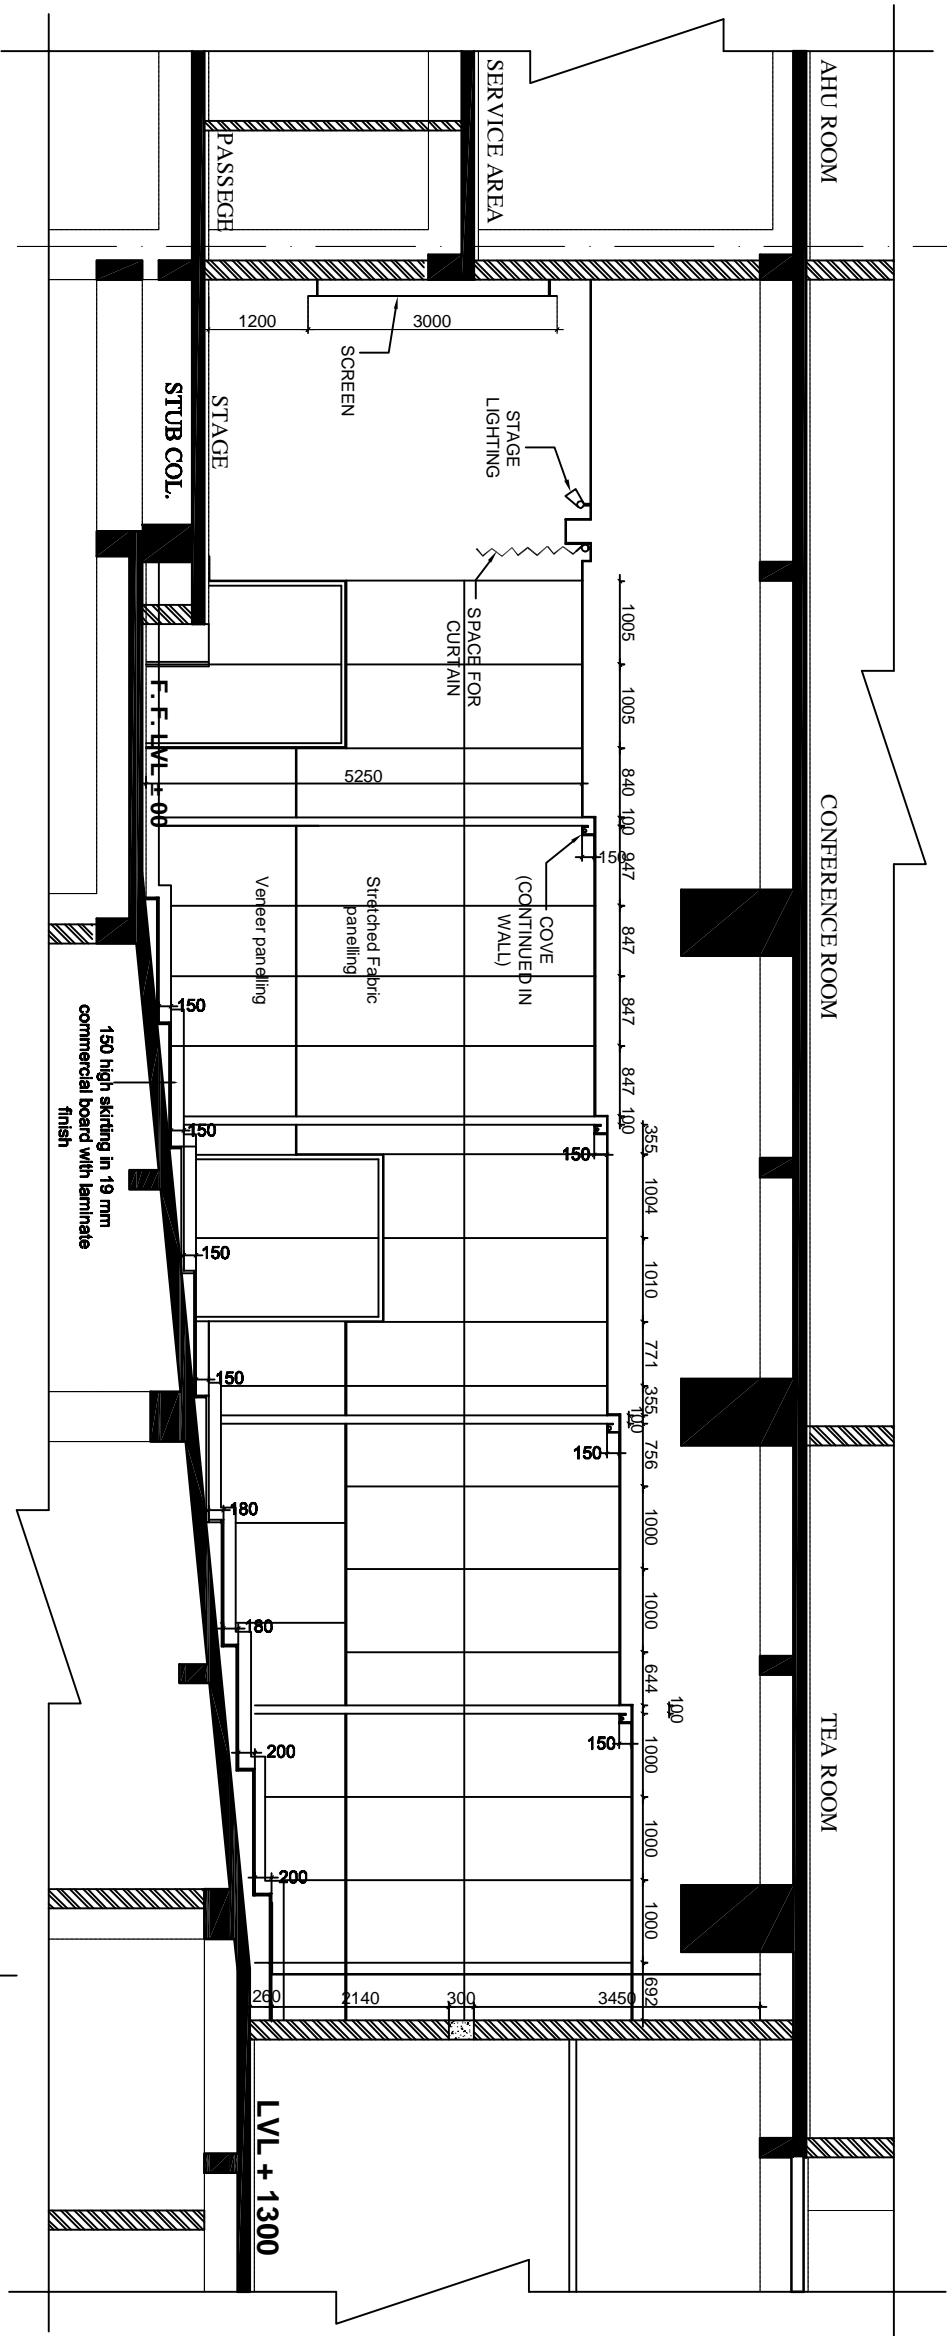 AHU ROOM
CONFERENCE ROOM
TEA ROOM
SERVICE AREA
PASSEGE
STAGE
STUB COL.
SCREEN
1200
3000
STAGE
LIGHTING
SPACE FOR
CURTAIN
1005
1005
840
100
947
847
847
847
100
355
1004
1010
771
355
100
756
1000
1000
644
100
1000
1000
1000
692
5250
150
COVE
(CONTINUED IN
WALL)
Stretched Fabric
panelling
Veneer panelling
F. F. LVL ± 00
150
150
150
150
150
150
150
180
180
200
200
150 high skirting in 19 mm
commercial board with laminate
finish
260
2140
300
3450
LVL + 1300